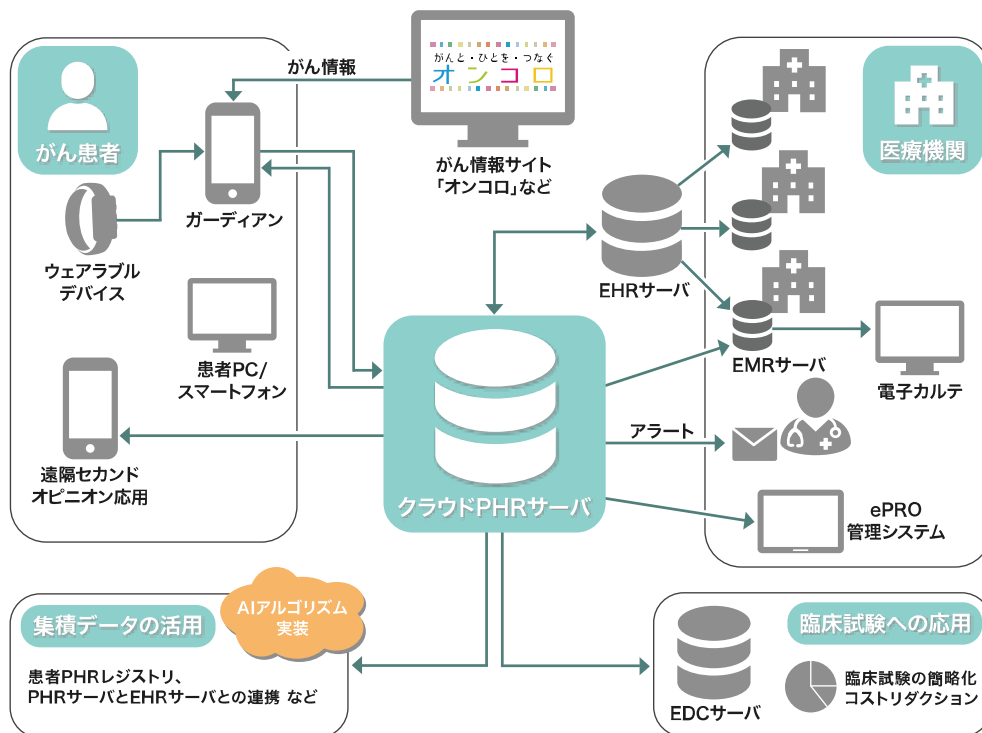 がん患者
がん情報
がんと・ひとを・つなぐ
オンコロ
がん情報サイト
「オンコロ」など
医療機関
ガーディアン
ウェアラブル
デバイス
EHRサーバ
患者PC/
スマートフォン
EMRサーバ
電子カルテ
アラート
遠隔セカンド
オピニオン応用
クラウドPHRサーバ
ePRO
管理システム
AIアルゴリズム
実装
集積データの活用
患者PHRレジストリ、
PHRサーバとEHRサーバとの連携 など
臨床試験への応用
EDCサーバ
臨床試験の簡略化
コストリダクション